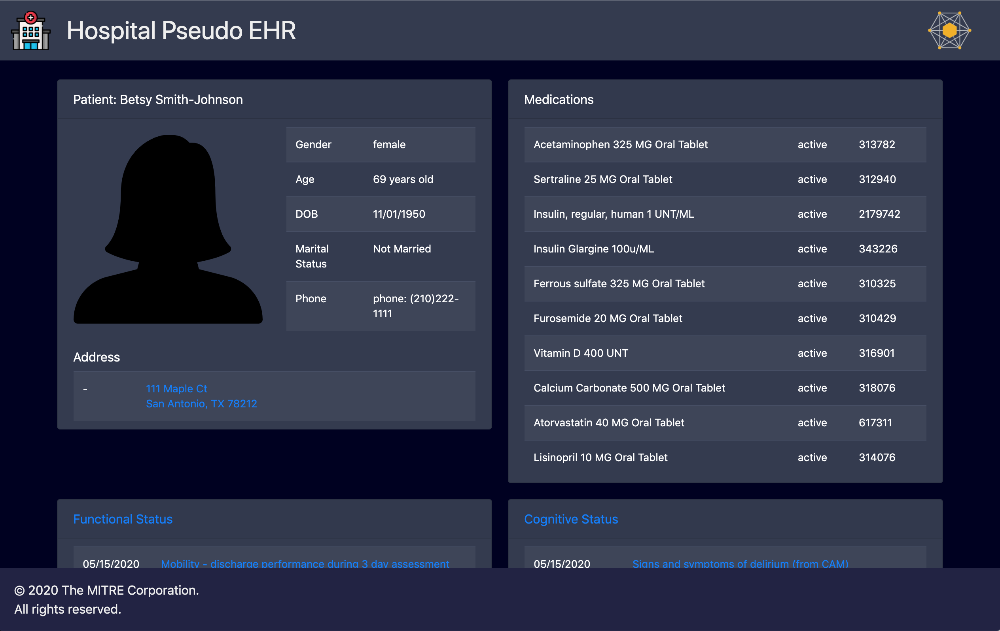 Hospital Pseudo EHR
Patient: Betsy Smith-Johnson
Gender female
Age 69 years old
DOB 11/01/1950
Marital Status Not Married
Phone phone: (210)222-
1111
Address
- 111 Maple Ct
San Antonio, TX 78212
Medications
Acetaminophen 325 MG Oral Tablet active 313782
Sertraline 25 MG Oral Tablet active 312940
Insulin, regular, human 1 UNT/ML active 2179742
Insulin Glargine 100u/ML active 343226
Ferrous sulfate 325 MG Oral Tablet active 310325
Furosemide 20 MG Oral Tablet active 310429
Vitamin D 400 UNT active 316901
Calcium Carbonate 500 MG Oral Tablet active 318076
Atorvastatin 40 MG Oral Tablet active 617311
Lisinopril 10 MG Oral Tablet active 314076
Functional Status
05/15/2020 Mobility - discharge performance during 3 day assessment
Cognitive Status
05/15/2020 Signs and symptoms of delirium (from CAM)
© 2020 The MITRE Corporation.
All rights reserved.